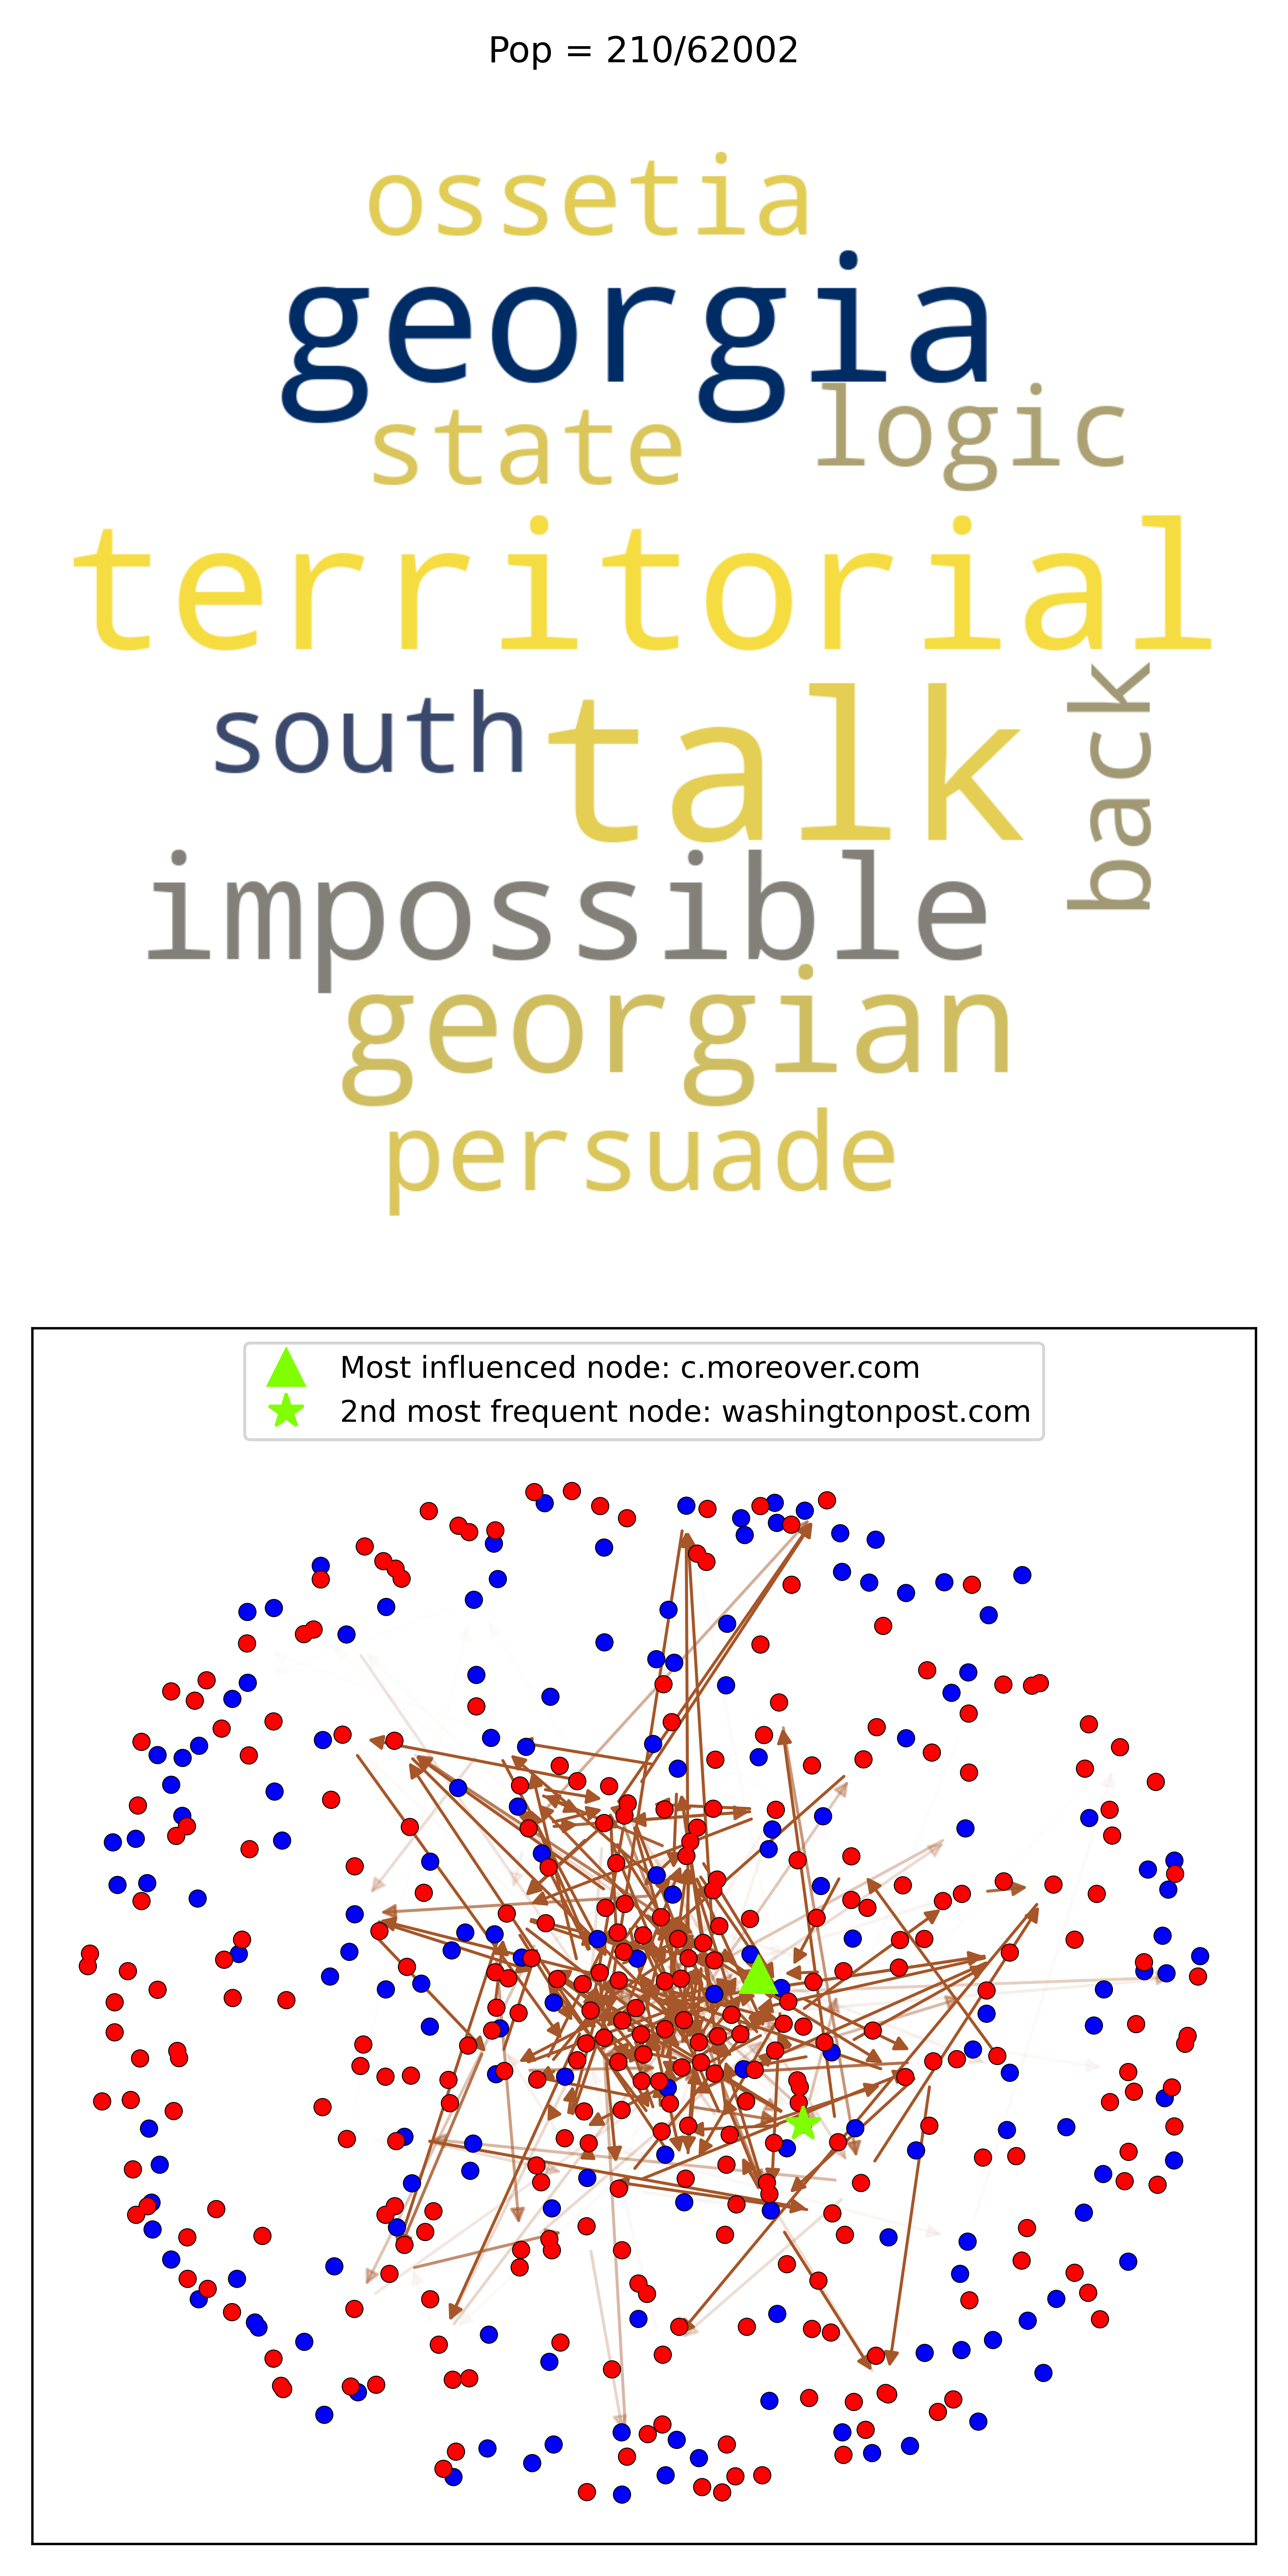 Pop = 210/62002
ossetia
georgia
state
logic
territorial
south
talk
back
impossible
georgian
persuade
Most influenced node: c.moreover.com
2nd most frequent node: washingtonpost.com